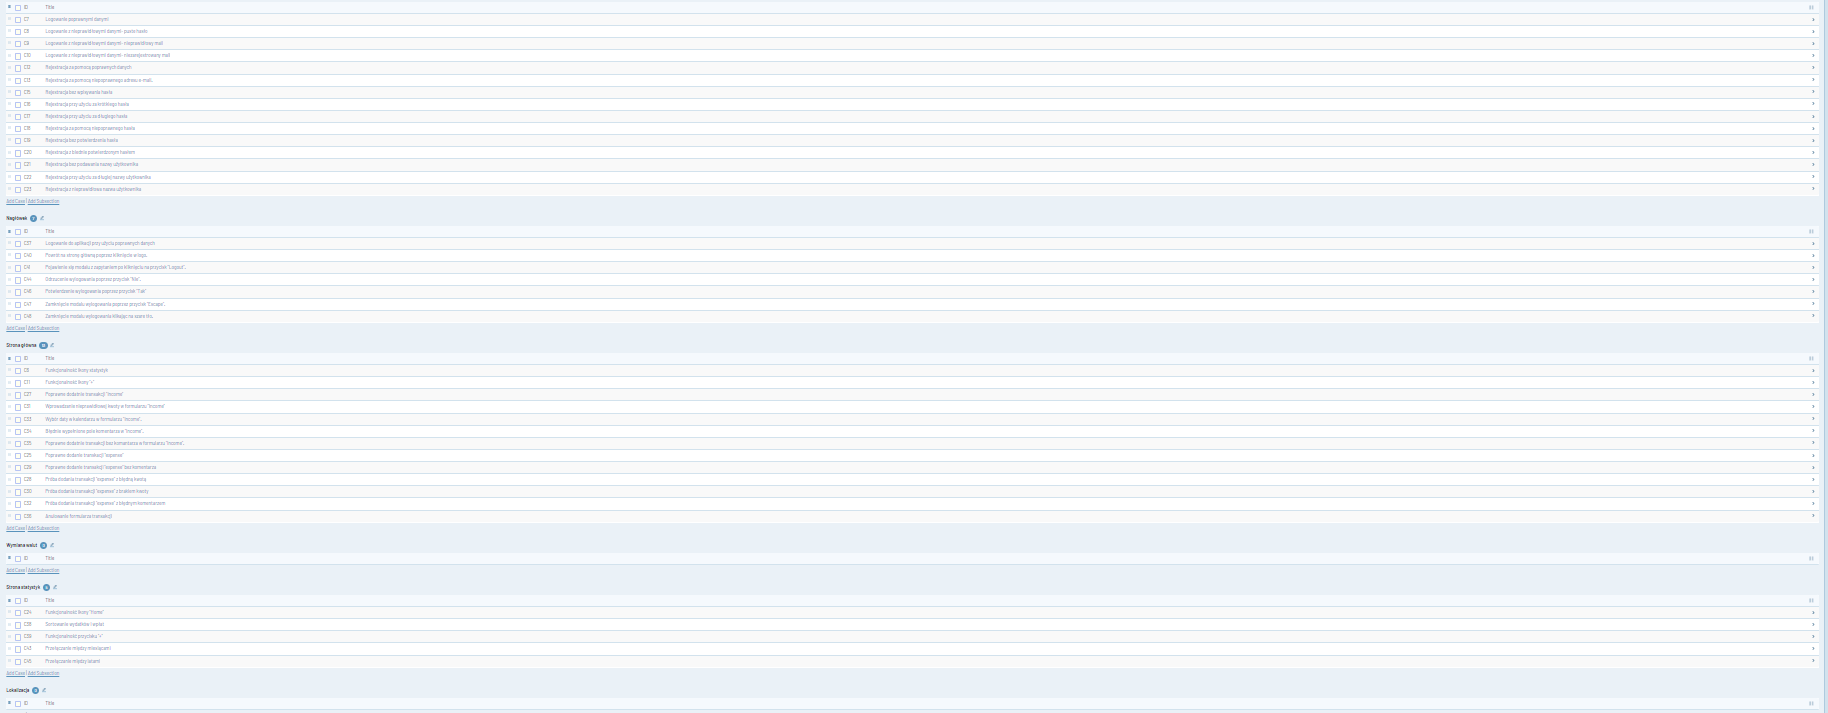 ID Title
C7 Logowanie poprawnymi danymi
C8 Logowanie z nieprawidłowymi danymi - puste hasło
C9 Logowanie z nieprawidłowymi danymi - nieprawidłowy mail
C10 Logowanie z nieprawidłowymi danymi - niezarejestrowany mail
C12 Rejestracja za pomocą poprawnych danych
C13 Rejestracja za pomocą niepoprawnego adresu e-mail.
C15 Rejestracja bez wpisywania hasła
C16 Rejestracja przy użyciu za krótkiego hasła
C17 Rejestracja przy użyciu za długiego hasła
C18 Rejestracja za pomocą niepoprawnego hasła
C19 Rejestracja bez potwierdzenia hasła
C20 Rejestracja z błędnie potwierdzonym hasłem
C21 Rejestracja bez podawania nazwy użytkownika
C22 Rejestracja przy użyciu za długiej nazwy użytkownika
C23 Rejestracja z nieprawidłowa nazwa użytkownika
Add Case | Add Subsection
Nagłówek 7
ID Title
C37 Logowanie do aplikacji przy użyciu poprawnych danych
C40 Powrót na stronę główną poprzez kliknięcie w logo.
C41 Pojawienie się modalu z zapytaniem po kliknięciu na przycisk "Logout".
C44 Odrzucenie wylogowania poprzez przycisk "Nie".
C46 Potwierdzenie wylogowania poprzez przycisk "Tak"
C47 Zamknięcie modalu wylogowania poprzez przycisk "Escape".
Zamknięcie modalu wylogowania klikając na szare tło.
Add Case | Add Subsection
Strona główna
ID Title
Funkcjonalność ikony statystyk
C11 Funkcjonalność ikony "+"
C27 Poprawne dodanie transakcji "income"
C31 Wprowadzenie nieprawidłowej kwoty w formularzu "income"
C33 Wybór daty w kalendarzu w formularzu "income".
C34 Błędnie wypełnione pole komentarza w "income".
Poprawne dodanie transakcji bez komentarza w formularzu "income".
C25 Poprawne dodanie transakcji "expense"
C29 Poprawne dodanie transakcji "expense" bez komentarza
Próba dodania transakcji "expense" z błędną kwotą
C30 Próba dodania transakcji "expense" z brakiem kwoty
C32 Próba dodania transakcji "expense" z błędnym komentarzem
Anulowanie formularza transakcji
Add Case | Add Subsection
Wymiana walut
ID Title
Add Case | Add Subsection
Strona statystyk
ID Title
C24 Funkcjonalność ikony "Home"
C38 Sortowanie wydatków i wpłat
C39 Funkcjonalność przycisku "+"
C43 Przełączanie między miesiącami
C45 Przełączanie między latami
Add Case | Add Subsection
Lokalizacja
ID Title